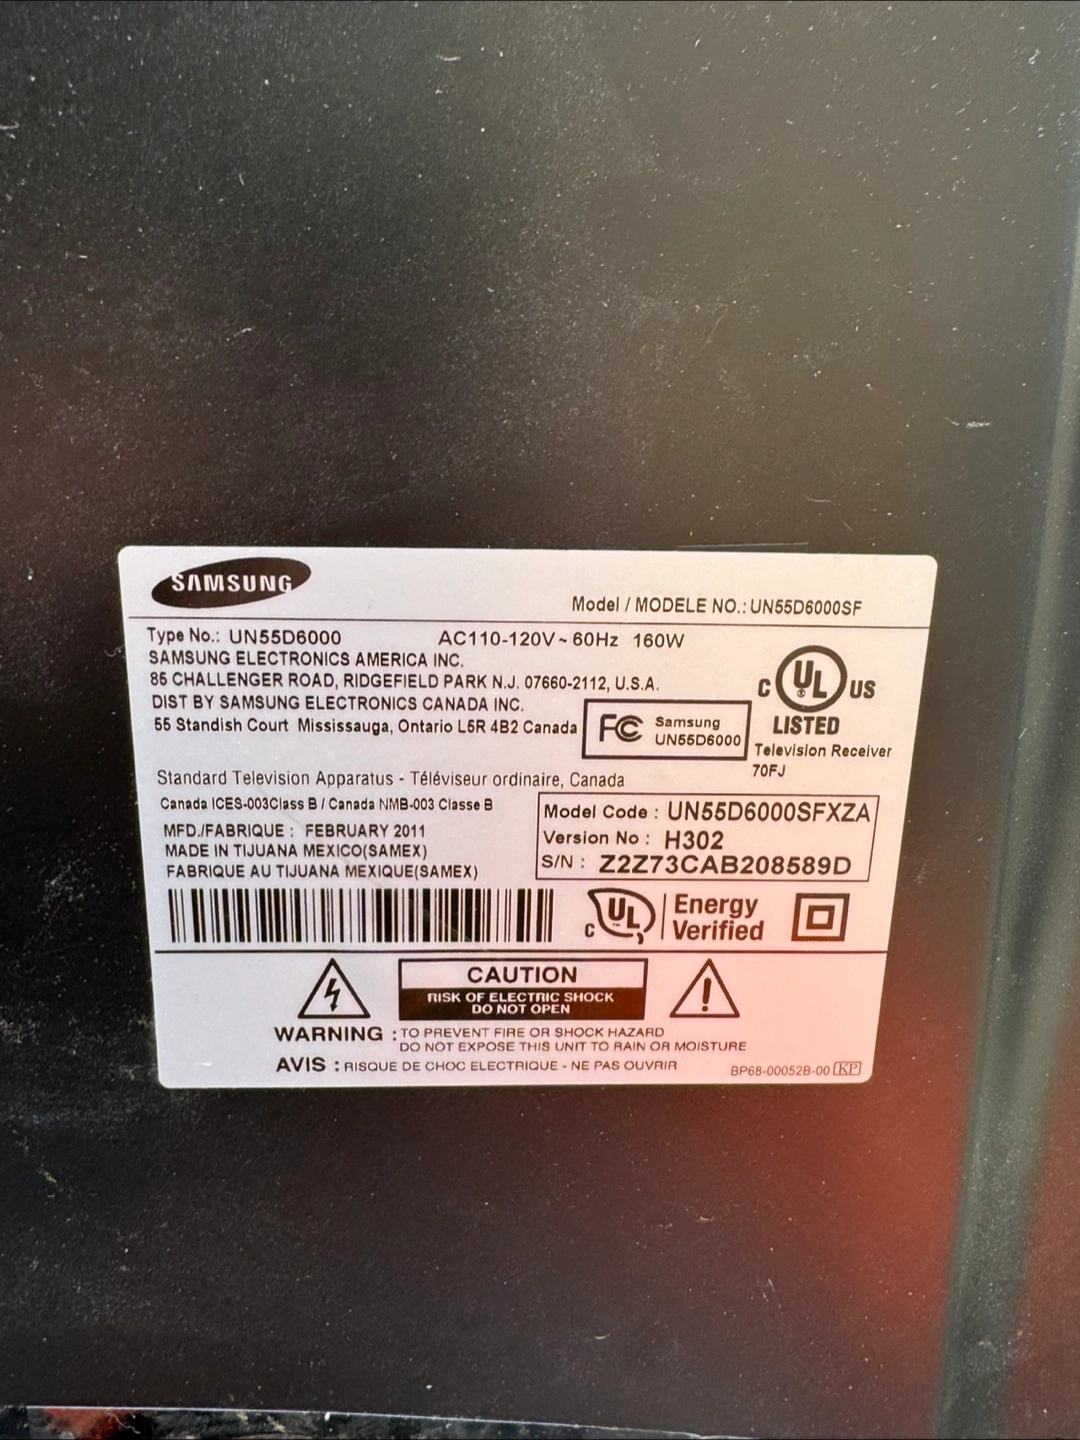 SAMSUNG
Model / MODELE NO.: UN55D6000SF
Type No.: UN55D6000 AC110-120V ~ 60Hz 160W
SAMSUNG ELECTRONICS AMERICA INC.
85 CHALLENGER ROAD, RIDGEFIELD PARK N.J. 07660-2112, U.S.A.
DIST BY SAMSUNG ELECTRONICS CANADA INC.
55 Standish Court Mississauga, Ontario L5R 4B2 Canada
FC Samsung
UN55D6000
C UL US
LISTED
Television Receiver
70FJ
Standard Television Apparatus - Téléviseur ordinaire, Canada
Canada ICES-003Class B / Canada NMB-003 Classe B
MFD./FABRIQUE : FEBRUARY 2011
MADE IN TIJUANA MEXICO(SAMEX)
FABRIQUE AU TIJUANA MEXIQUE(SAMEX)
Model Code : UN55D6000SFXZA
Version No : H302
S/N : Z2Z73CAB208589D
C UL Energy
Verified
CAUTION
RISK OF ELECTRIC SHOCK
DO NOT OPEN
WARNING : TO PREVENT FIRE OR SHOCK HAZARD
DO NOT EXPOSE THIS UNIT TO RAIN OR MOISTURE
AVIS : RISQUE DE CHOC ELECTRIQUE - NE PAS OUVRIR
BP68-00052B-00 KP